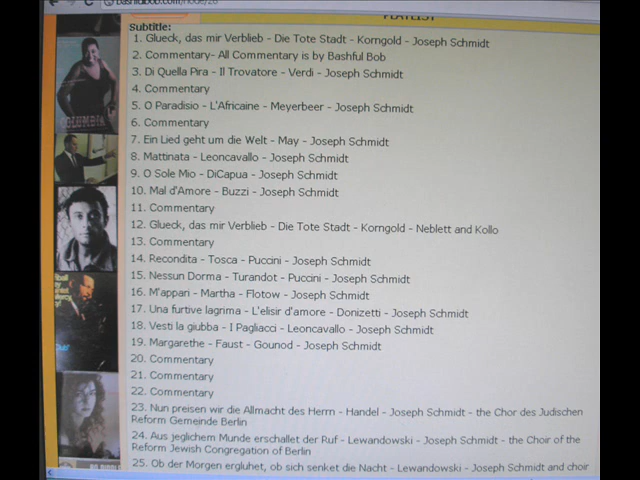 bashfulbob.com/node/26
PLAYLIST
Subtitle:
1. Glueck, das mir Verblieb - Die Tote Stadt - Korngold - Joseph Schmidt
2. Commentary- All Commentary is by Bashful Bob
3. Di Quella Pira - Il Trovatore - Verdi - Joseph Schmidt
4. Commentary
5. O Paradisio - L'Africaine - Meyerbeer - Joseph Schmidt
6. Commentary
7. Ein Lied geht um die Welt - May - Joseph Schmidt
8. Mattinata - Leoncavallo - Joseph Schmidt
9. O Sole Mio - DiCapua - Joseph Schmidt
10. Mal d'Amore - Buzzi - Joseph Schmidt
11. Commentary
12. Glueck, das mir Verblieb - Die Tote Stadt - Korngold - Neblett and Kollo
13. Commentary
14. Recondita - Tosca - Puccini - Joseph Schmidt
15. Nessun Dorma - Turandot - Puccini - Joseph Schmidt
16. M'appari - Martha - Flotow - Joseph Schmidt
17. Una furtive lagrima - L'elisir d'amore - Donizetti - Joseph Schmidt
18. Vesti la giubba - I Pagliacci - Leoncavallo - Joseph Schmidt
19. Margarethe - Faust - Gounod - Joseph Schmidt
20. Commentary
21. Commentary
22. Commentary
23. Nun preisen wir die Allmacht des Herrn - Handel - Joseph Schmidt - the Chor des Judischen
Reform Gemeinde Berlin
24. Aus jeglichem Munde erschallet der Ruf - Lewandowski - Joseph Schmidt - the Choir of the
Reform Jewish Congregation of Berlin
25. Ob der Morgen ergluhet, ob sich senket die Nacht - Lewandowski - Joseph Schmidt and choir
COLUMBIA